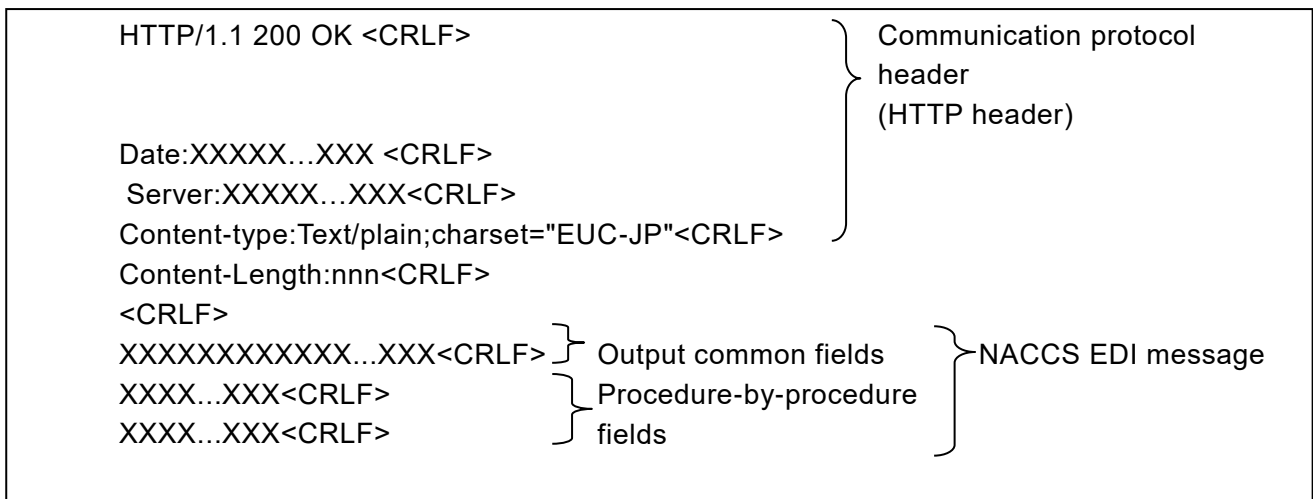 HTTP/1.1 200 OK <CRLF>
Communication protocol
header
(HTTP header)
Date:XXXXX…XXX <CRLF>
Server:XXXXX…XXX<CRLF>
Content-type:Text/plain;charset="EUC-JP"<CRLF>
Content-Length:nnn<CRLF>
<CRLF>
XXXXXXXXXXXX...XXX<CRLF> Output common fields NACCS EDI message
XXXX...XXX<CRLF> Procedure-by-procedure
XXXX...XXX<CRLF> fields